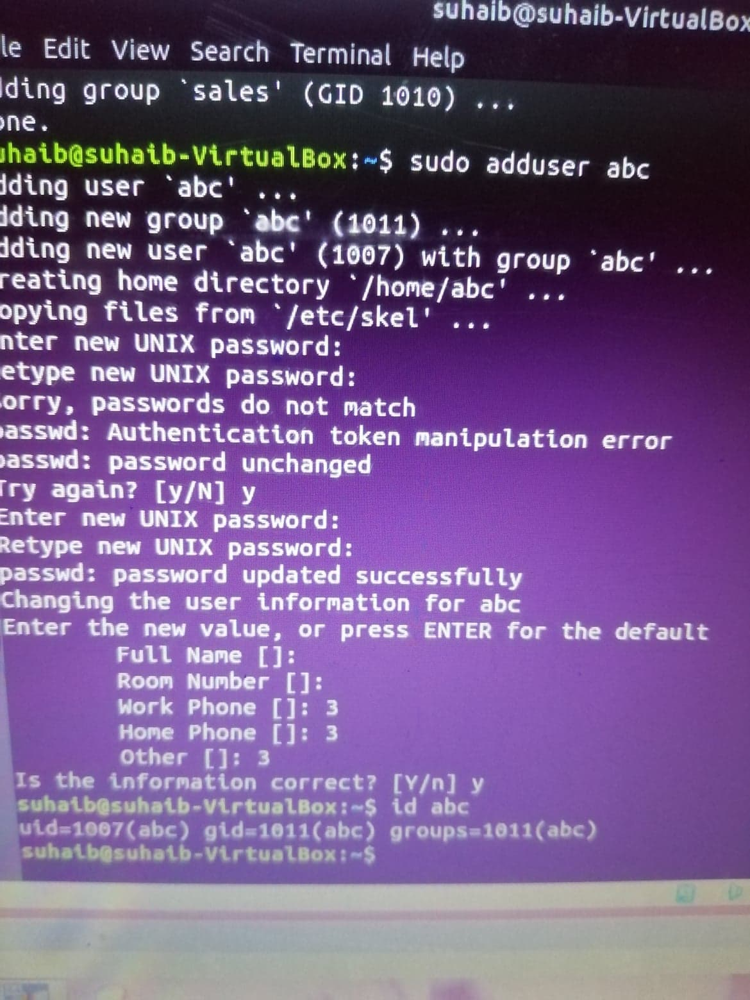 suhaib@suhaib-VirtualBox
le Edit View Search Terminal Help
dding group `sales' (GID 1010) ...
one.
uhaib@suhaib-VirtualBox:~$ sudo adduser abc
dding user `abc' ...
dding new group `abc' (1011) ...
dding new user `abc' (1007) with group `abc' ...
reating home directory `/home/abc' ...
opying files from `/etc/skel' ...
nter new UNIX password:
etype new UNIX password:
orry, passwords do not match
passwd: Authentication token manipulation error
passwd: password unchanged
Try again? [y/N] y
Enter new UNIX password:
Retype new UNIX password:
passwd: password updated successfully
Changing the user information for abc
Enter the new value, or press ENTER for the default
Full Name []:
Room Number []:
Work Phone []: 3
Home Phone []: 3
Other []: 3
Is the information correct? [Y/n] y
suhaib@suhaib-VirtualBox:~$ id abc
uid=1007(abc) gid=1011(abc) groups=1011(abc)
suhaib@suhaib-VirtualBox:~$